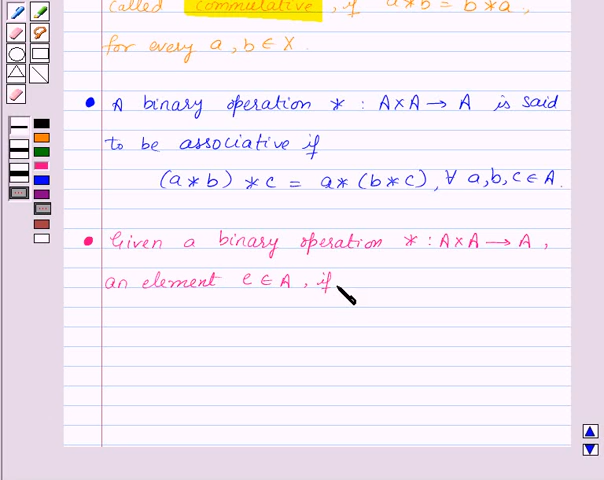 called commutative, if a*b = b*a,
for every a, b ∈ X.
• A binary operation * : A×A → A is said
to be associative if
(a*b)*c = a*(b*c), ∀ a,b,c ∈ A.
• Given a binary operation * : A×A → A,
an element e ∈ A, if